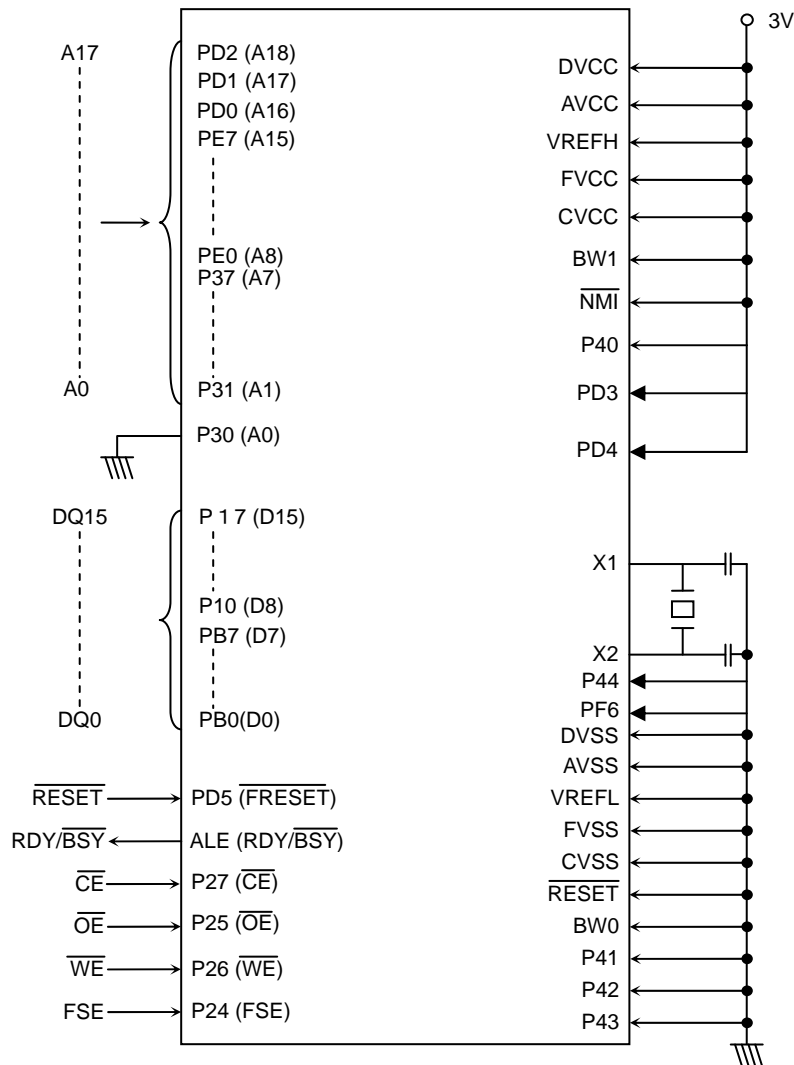 A17
A0
PD2 (A18)
PD1 (A17)
PD0 (A16)
PE7 (A15)
PE0 (A8)
P37 (A7)
P31 (A1)
P30 (A0)
DQ15
DQ0
P１７ (D15)
P10 (D8)
PB7 (D7)
PB0(D0)
RESET PD5 (FRESET)
RDY/BSY ALE (RDY/BSY)
CE P27 (CE)
OE P25 (OE)
WE P26 (WE)
FSE P24 (FSE)
3V
DVCC
AVCC
VREFH
FVCC
CVCC
BW1
NMI
P40
PD3
PD4
X1
X2
P44
PF6
DVSS
AVSS
VREFL
FVSS
CVSS
RESET
BW0
P41
P42
P43